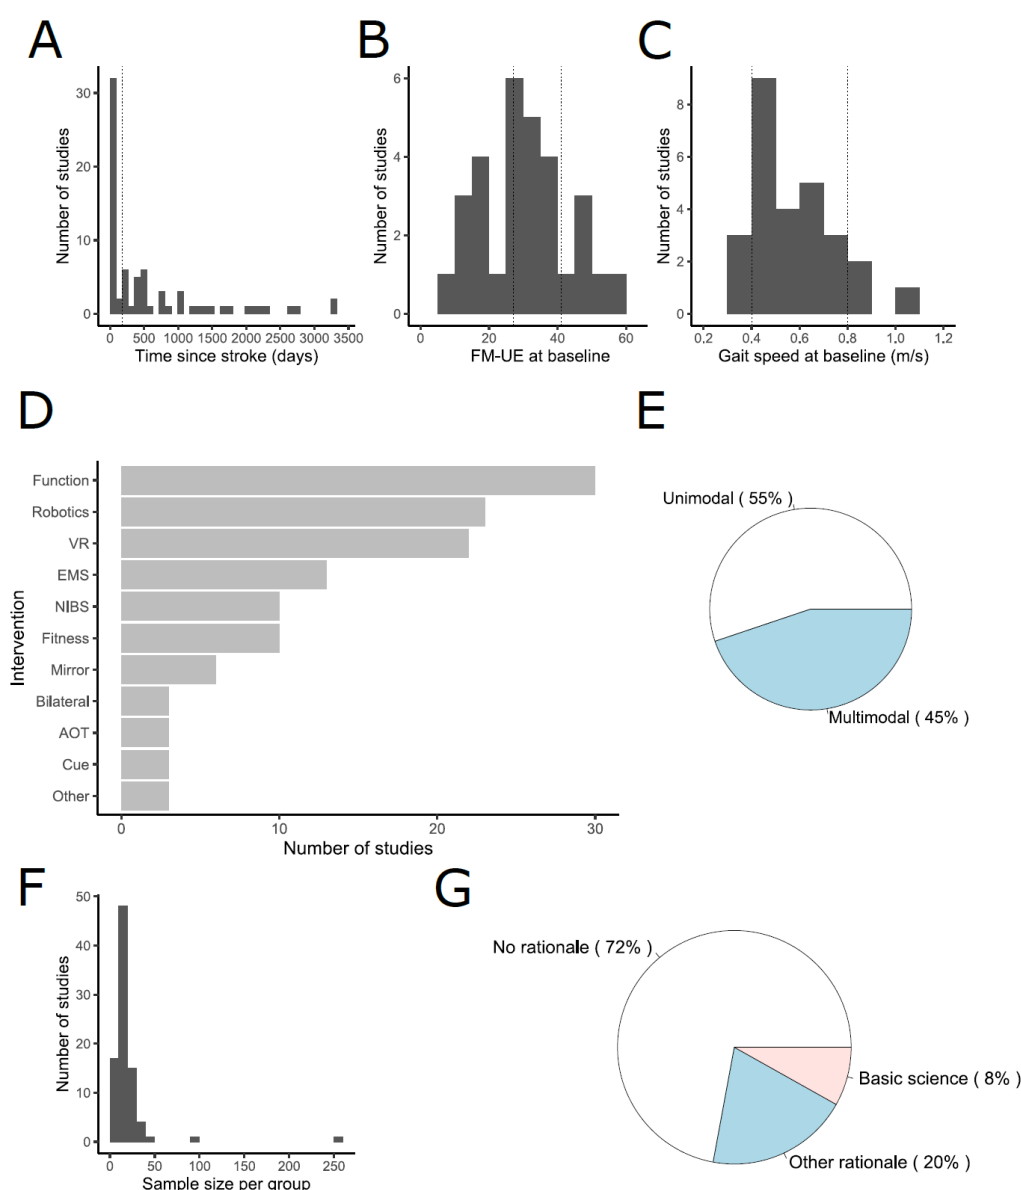 A
B
C
Number of studies
30
20
10
0
0 500 1000 1500 2000 2500 3000 3500
Time since stroke (days)
Number of studies
6
4
2
0
0 20 40 60
FM-UE at baseline
Number of studies
8
6
4
2
0
0.2 0.4 0.6 0.8 1.0 1.2
Gait speed at baseline (m/s)
D
Intervention
Function
Robotics
VR
EMS
NIBS
Fitness
Mirror
Bilateral
AOT
Cue
Other
0 10 20 30
Number of studies
E
Unimodal ( 55% )
Multimodal ( 45% )
F
Number of studies
50
40
30
20
10
0
0 50 100 150 200 250
Sample size per group
G
No rationale ( 72% )
Basic science ( 8% )
Other rationale ( 20% )